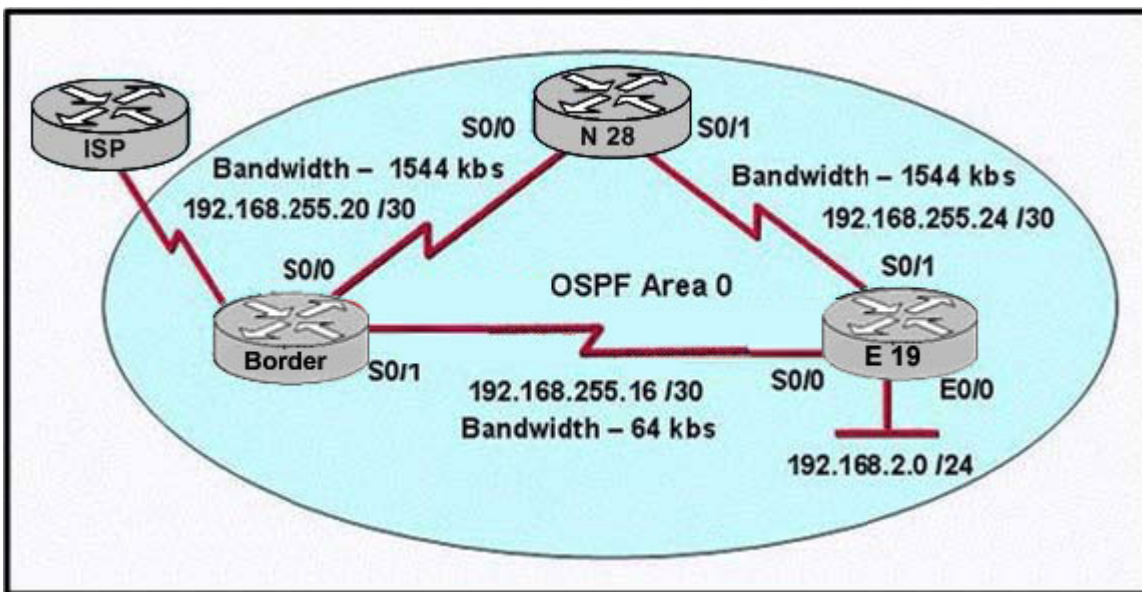 ISP
N 28
S0/0
S0/1
Bandwidth – 1544 kbs
192.168.255.20 /30
Bandwidth – 1544 kbs
192.168.255.24 /30
S0/0
OSPF Area 0
S0/1
Border
S0/1
E 19
S0/0
E0/0
192.168.255.16 /30
Bandwidth – 64 kbs
192.168.2.0 /24